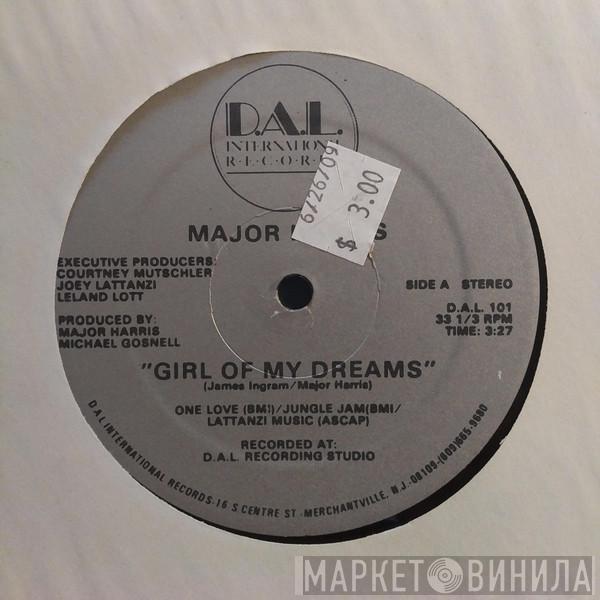 D.A.L.
INTERNATIONAL
R·E·C·O·R
6/26/09
$ 3.00
MAJOR
EXECUTIVE PRODUCERS:
COURTNEY MUTSCHLER
JOEY LATTANZI
LELAND LOTT
PRODUCED BY:
MAJOR HARRIS
MICHAEL GOSNELL
SIDE A STEREO
D.A.L. 101
33 1/3 RPM
TIME: 3:27
"GIRL OF MY DREAMS"
(James Ingram/Major Harris)
ONE LOVE (BMI)/JUNGLE JAM(BMI/
LATTANZI MUSIC (ASCAP)
RECORDED AT:
D.A.L. RECORDING STUDIO
D.A.L INTERNATIONAL RECORDS·16 S CENTRE ST·MERCHANTVILLE, N.J.·08109·(609)665-9680
МАРКЕТ ВИНИЛА